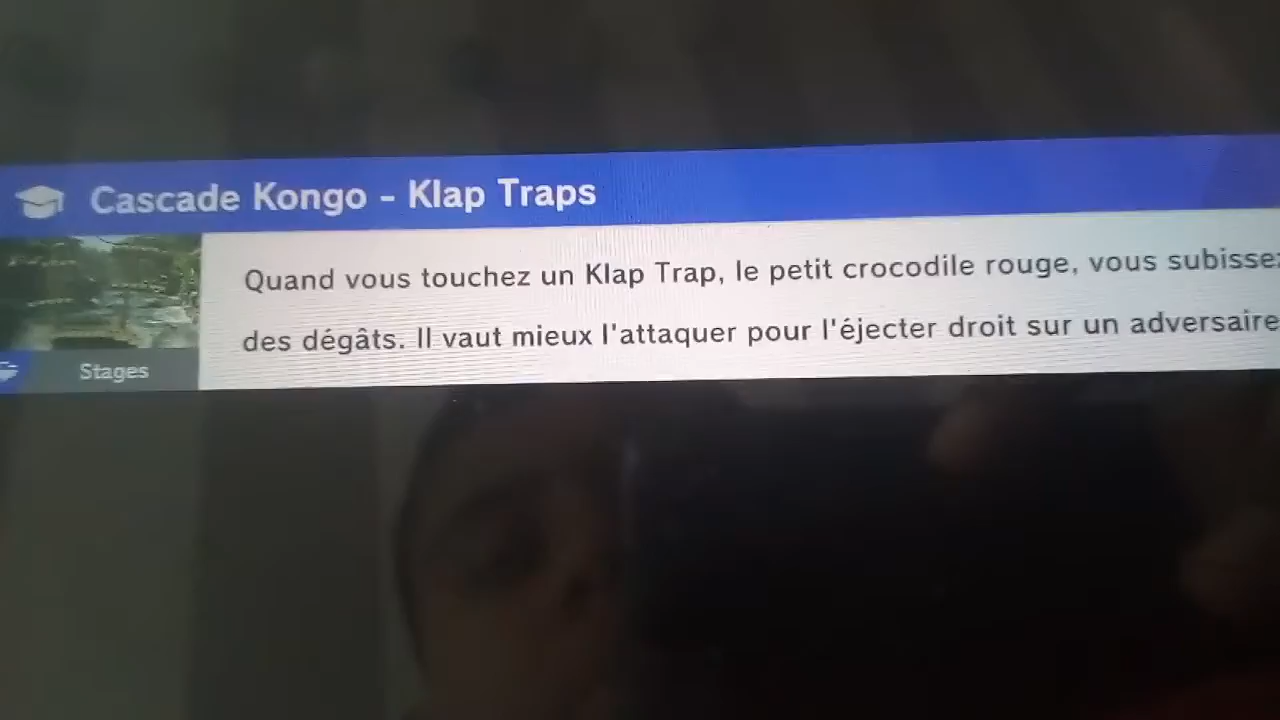 Cascade Kongo - Klap Traps
Quand vous touchez un Klap Trap, le petit crocodile rouge, vous subissez
des dégâts. Il vaut mieux l'attaquer pour l'éjecter droit sur un adversaire
Stages